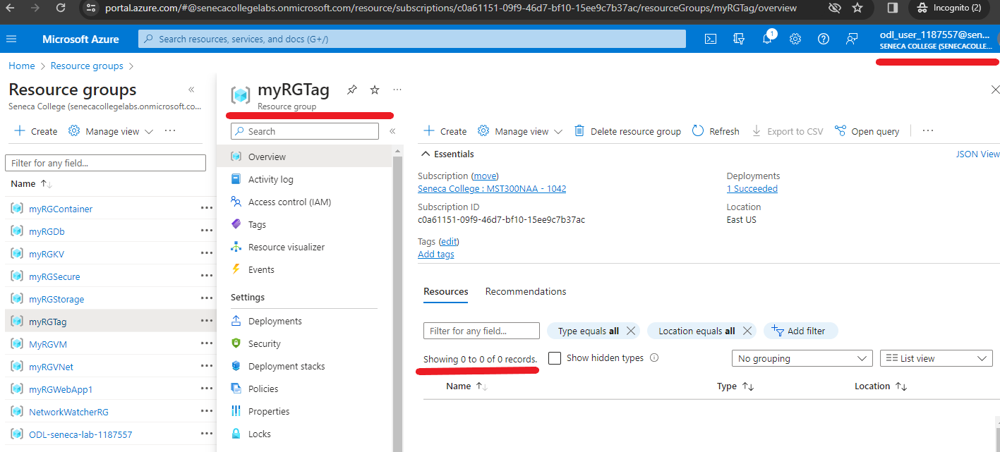 portal.azure.com/#@senecacollegelabs.onmicrosoft.com/resource/subscriptions/c0a61151-09f9-46d7-bf10-15ee9c7b37ac/resourceGroups/myRGTag/overview
Incognito (2)
Microsoft Azure
Search resources, services, and docs (G+/)
1
odl_user_1187557@sen...
SENECA COLLEGE (SENECACOLLE...
Home > Resource groups >
Resource groups
Seneca College (senecacollegelabs.onmicrosoft.co...
Create
Manage view
Filter for any field...
Name
myRGContainer
myRGDb
myRGKV
myRGSecure
myRGStorage
myRGTag
MyRGVM
myRGVNet
myRGWebApp1
NetworkWatcherRG
ODL-seneca-lab-1187557
myRGTag
Resource group
Search
Overview
Activity log
Access control (IAM)
Tags
Resource visualizer
Events
Settings
Deployments
Security
Deployment stacks
Policies
Properties
Locks
Create
Manage view
Delete resource group
Refresh
Export to CSV
Open query
Essentials
JSON View
Subscription (move)
Seneca College : MST300NAA - 1042
Subscription ID
c0a61151-09f9-46d7-bf10-15ee9c7b37ac
Tags (edit)
Add tags
Deployments
1 Succeeded
Location
East US
Resources
Recommendations
Filter for any field...
Type equals all
Location equals all
Add filter
Showing 0 to 0 of 0 records.
Show hidden types
No grouping
List view
Name
Type
Location